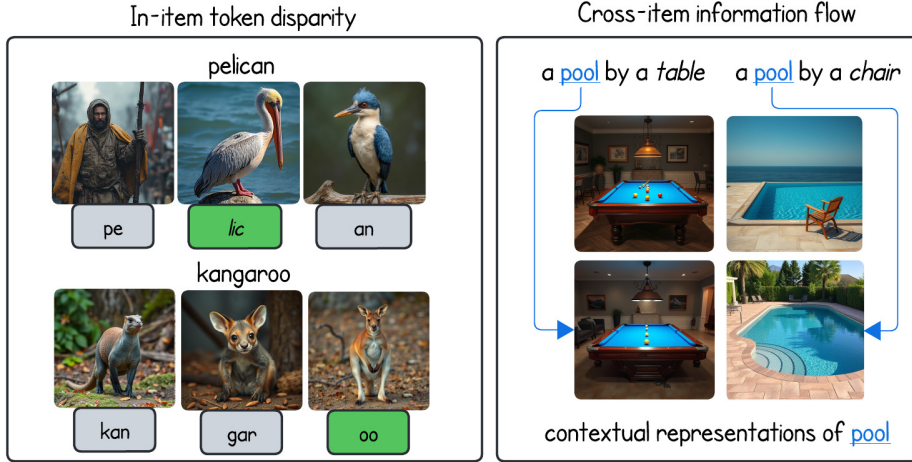 In-item token disparity
pelican
pe
lic
an
kangaroo
kan
gar
oo
Cross-item information flow
a pool by a table
a pool by a chair
contextual representations of pool